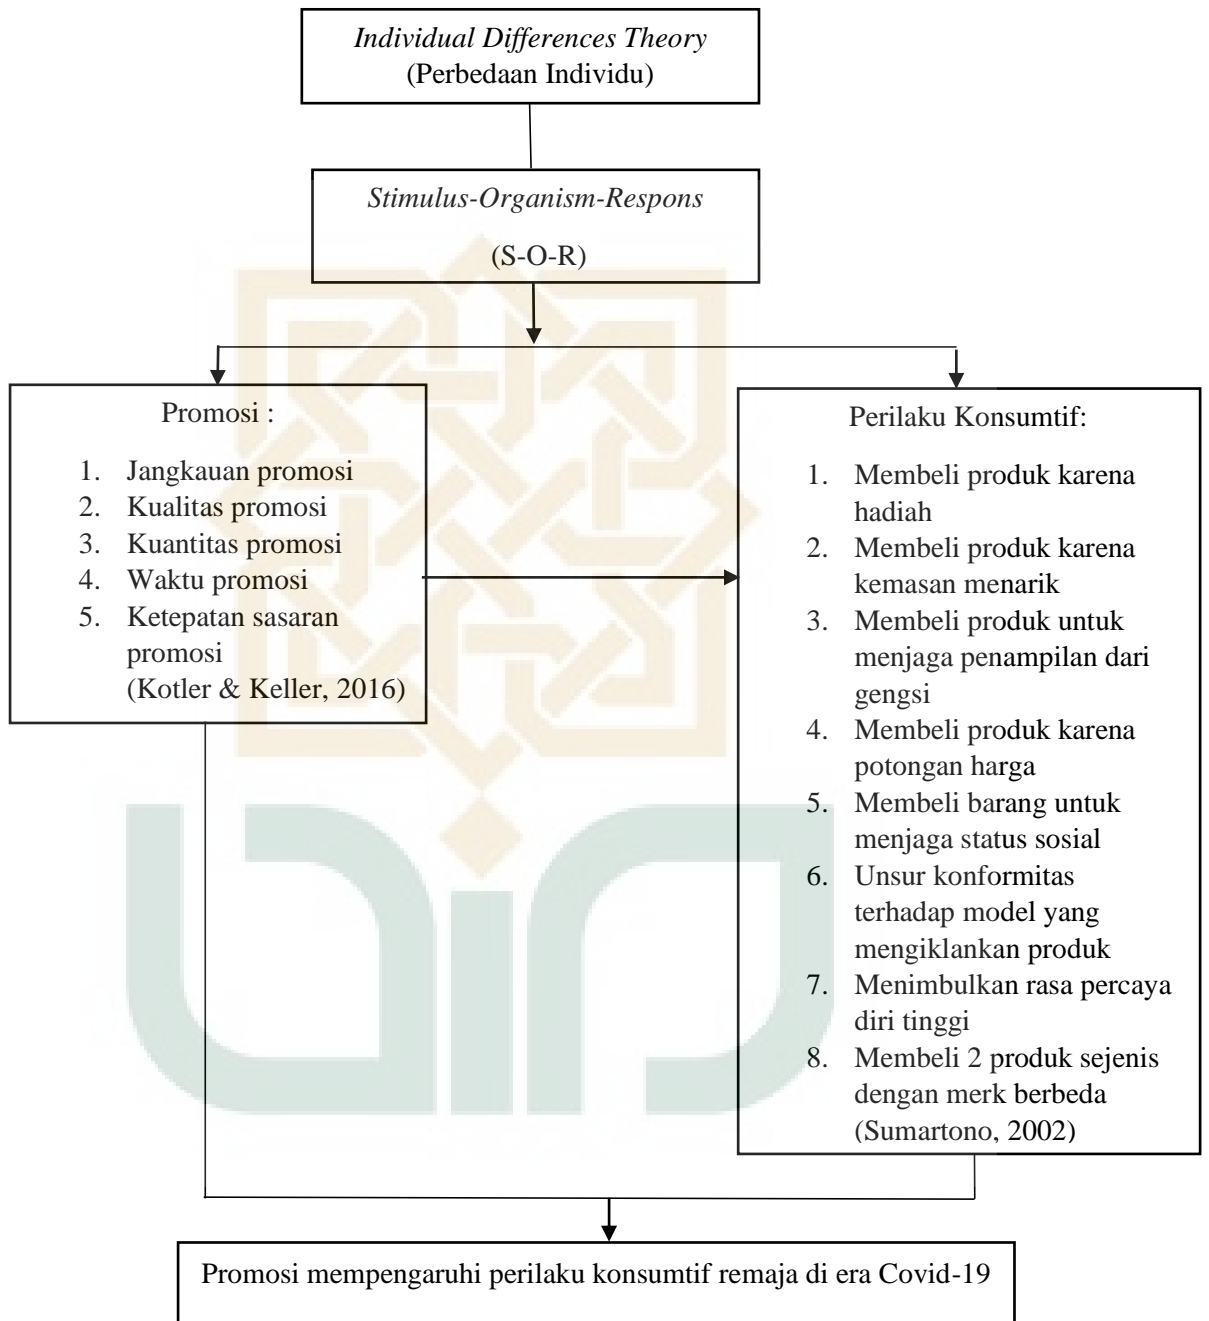 Individual Differences Theory
(Perbedaan Individu)
Stimulus-Organism-Respons
(S-O-R)
Promosi :
1. Jangkauan promosi
2. Kualitas promosi
3. Kuantitas promosi
4. Waktu promosi
5. Ketepatan sasaran
promosi
(Kotler & Keller, 2016)
Perilaku Konsumtif:
1. Membeli produk karena
hadiah
2. Membeli produk karena
kemasan menarik
3. Membeli produk untuk
menjaga penampilan dari
gengsi
4. Membeli produk karena
potongan harga
5. Membeli barang untuk
menjaga status sosial
6. Unsur konformitas
terhadap model yang
mengiklankan produk
7. Menimbulkan rasa percaya
diri tinggi
8. Membeli 2 produk sejenis
dengan merk berbeda
(Sumartono, 2002)
Promosi mempengaruhi perilaku konsumtif remaja di era Covid-19